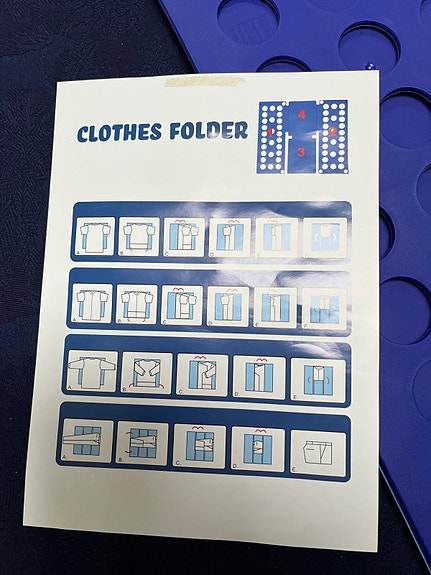 CLOTHES FOLDER
4
1 2
3
A. B. C. D. E. F.
A. B. C. D. E. F.
A. B. C. D. E.
A. B. C. D. E.